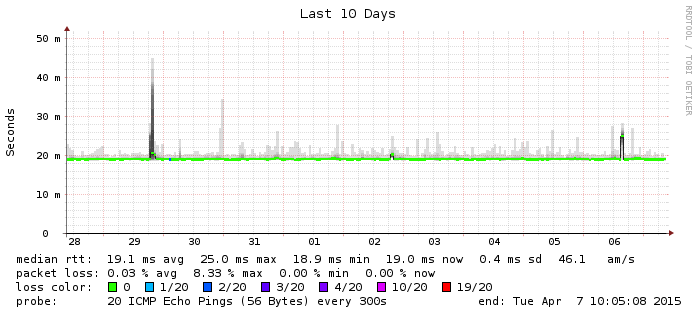 Last 10 Days
RRDTOOL / TOBI OETIKER
Seconds
50 m
40 m
30 m
20 m
10 m
0
28 29 30 31 01 02 03 04 05 06
median rtt: 19.1 ms avg 25.0 ms max 18.9 ms min 19.0 ms now 0.4 ms sd 46.1 am/s
packet loss: 0.03 % avg 8.33 % max 0.00 % min 0.00 % now
loss color: 0 1/20 2/20 3/20 4/20 10/20 19/20
probe: 20 ICMP Echo Pings (56 Bytes) every 300s end: Tue Apr 7 10:05:08 2015